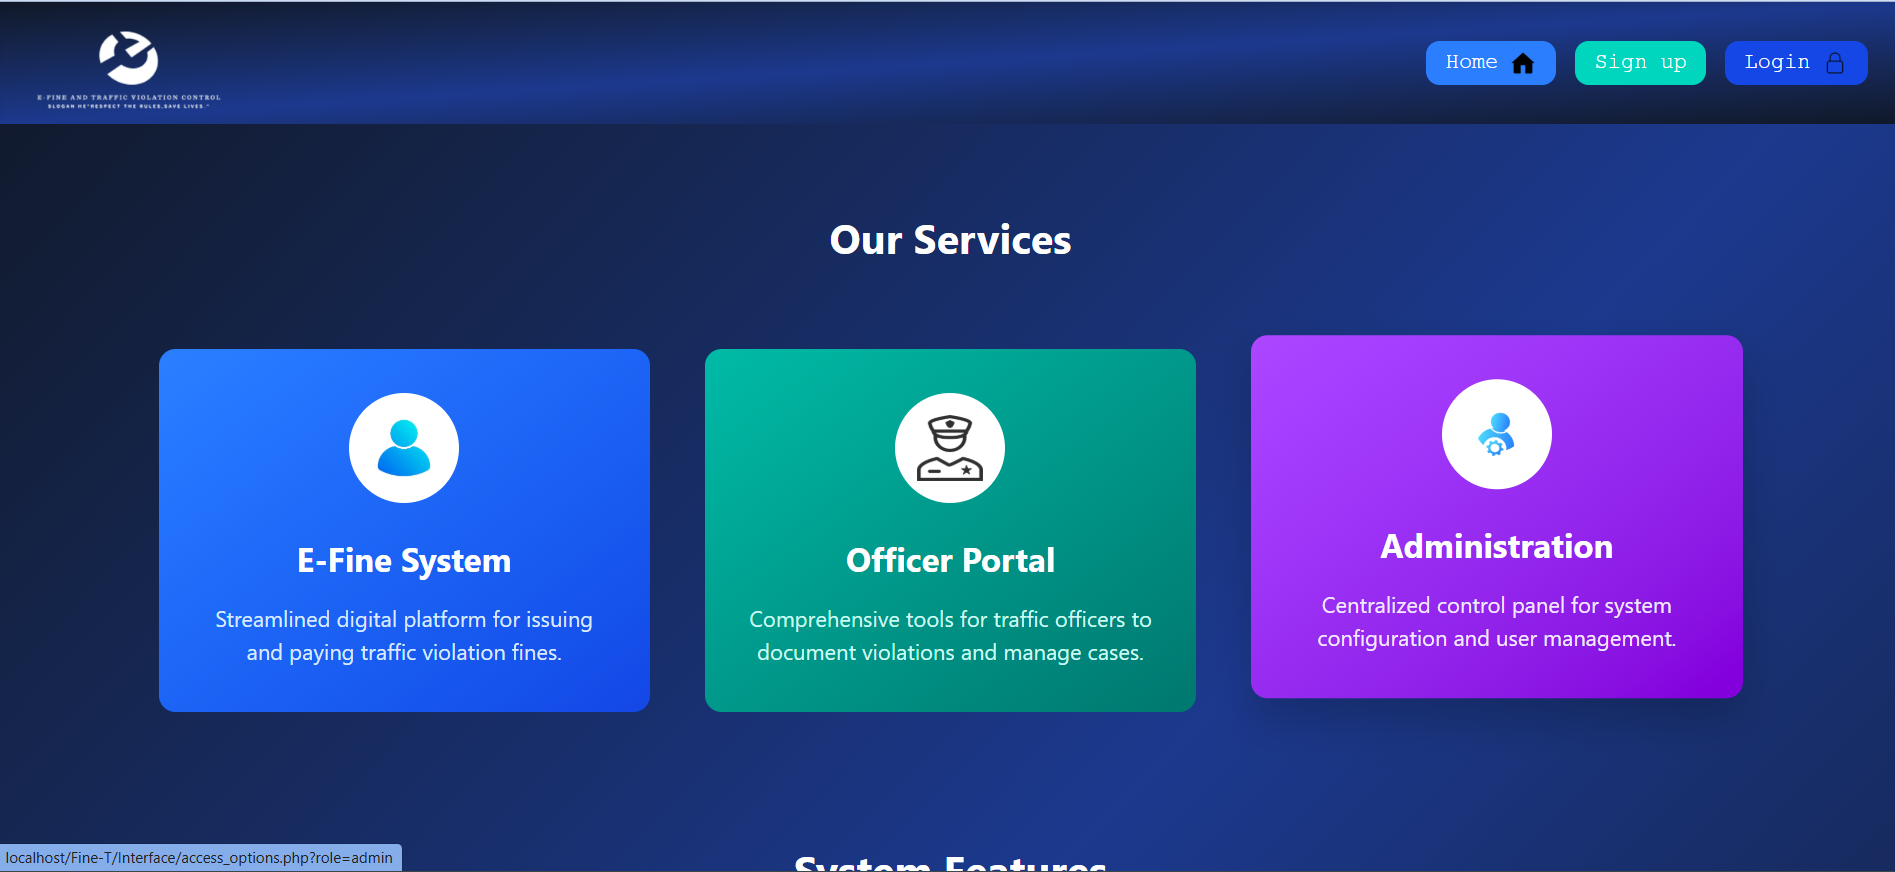 E-FINE AND TRAFFIC VIOLATION CONTROL
SLOGAN HE"RESPECT THE RULES,SAVE LIVES."
Home
Sign up
Login
Our Services
E-Fine System
Streamlined digital platform for issuing
and paying traffic violation fines.
Officer Portal
Comprehensive tools for traffic officers to
document violations and manage cases.
Administration
Centralized control panel for system
configuration and user management.
System Features
localhost/Fine-T/Interface/access_options.php?role=admin